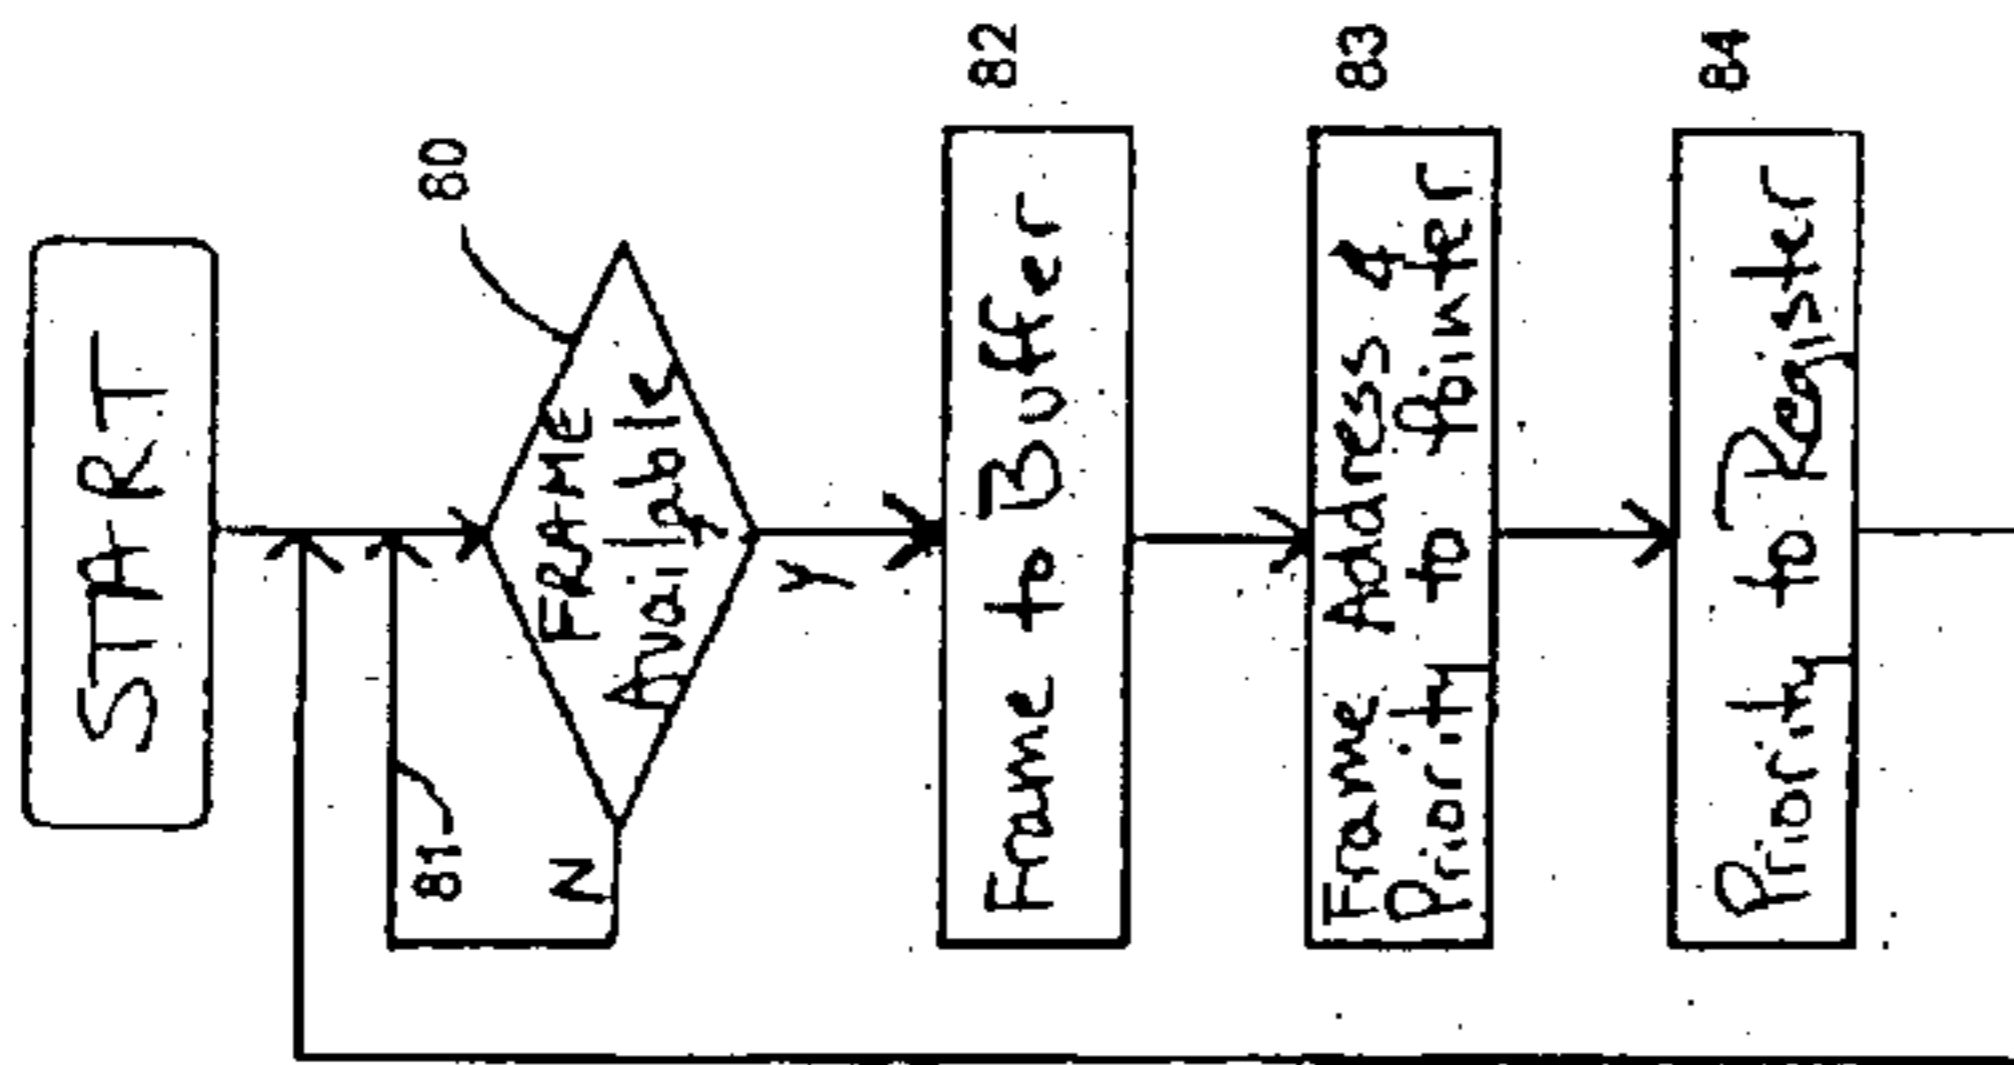 START
80
FRAME
Available
81
N
Y
82
Frame to Buffer
83
Frame Address &
Priority to Pointer
84
Priority to Register